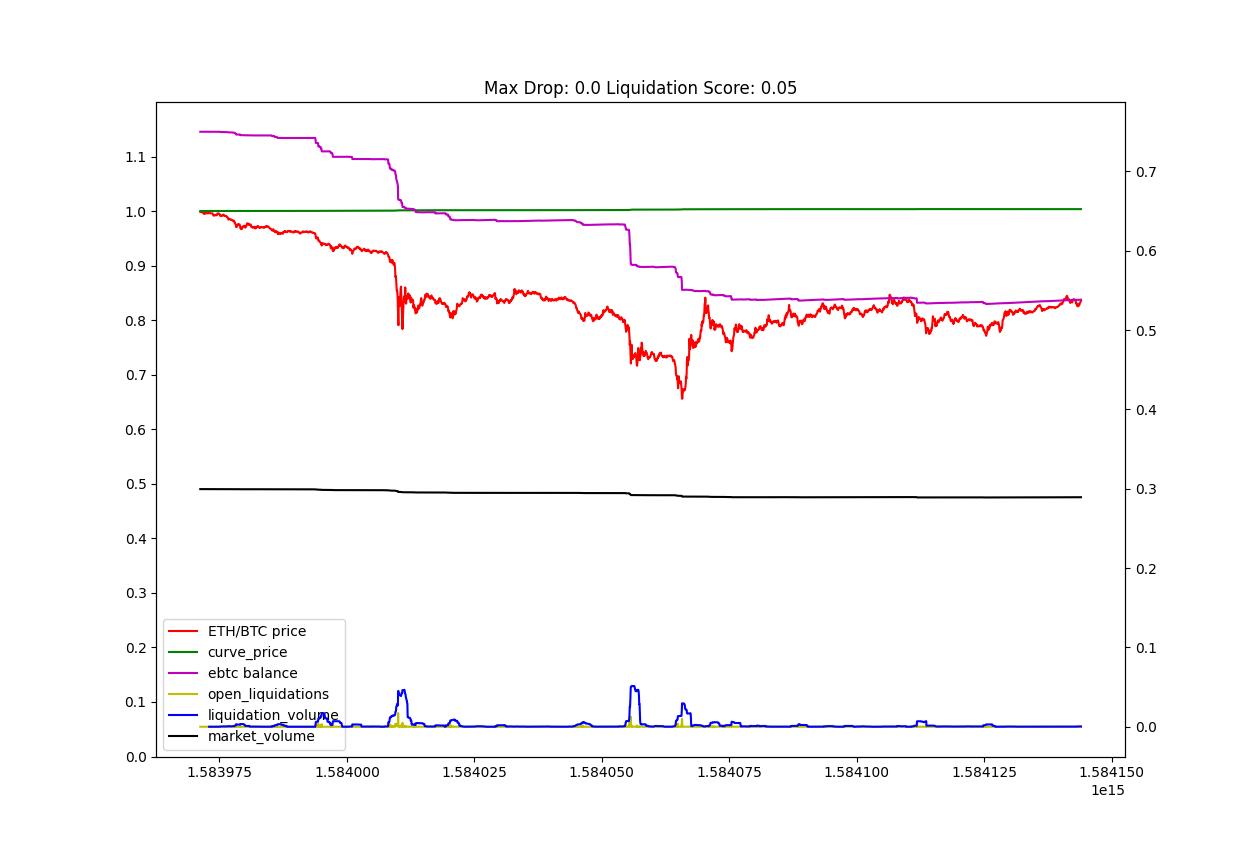 Max Drop: 0.0 Liquidation Score: 0.05
1.1
1.0
0.9
0.8
0.7
0.6
0.5
0.4
0.3
0.2
0.1
0.0
0.7
0.6
0.5
0.4
0.3
0.2
0.1
0.0
ETH/BTC price
curve_price
ebtc balance
open_liquidations
liquidation_volume
market_volume
1.583975 1.584000 1.584025 1.584050 1.584075 1.584100 1.584125 1.584150
1e15